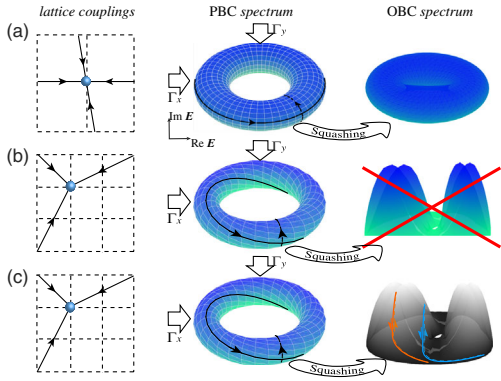 lattice couplings PBC spectrum OBC spectrum
(a)
Γy
Γx
Im E
Re E
Squashing
(b)
Γy
Γx
Squashing
(c)
Γy
Γx
Squashing